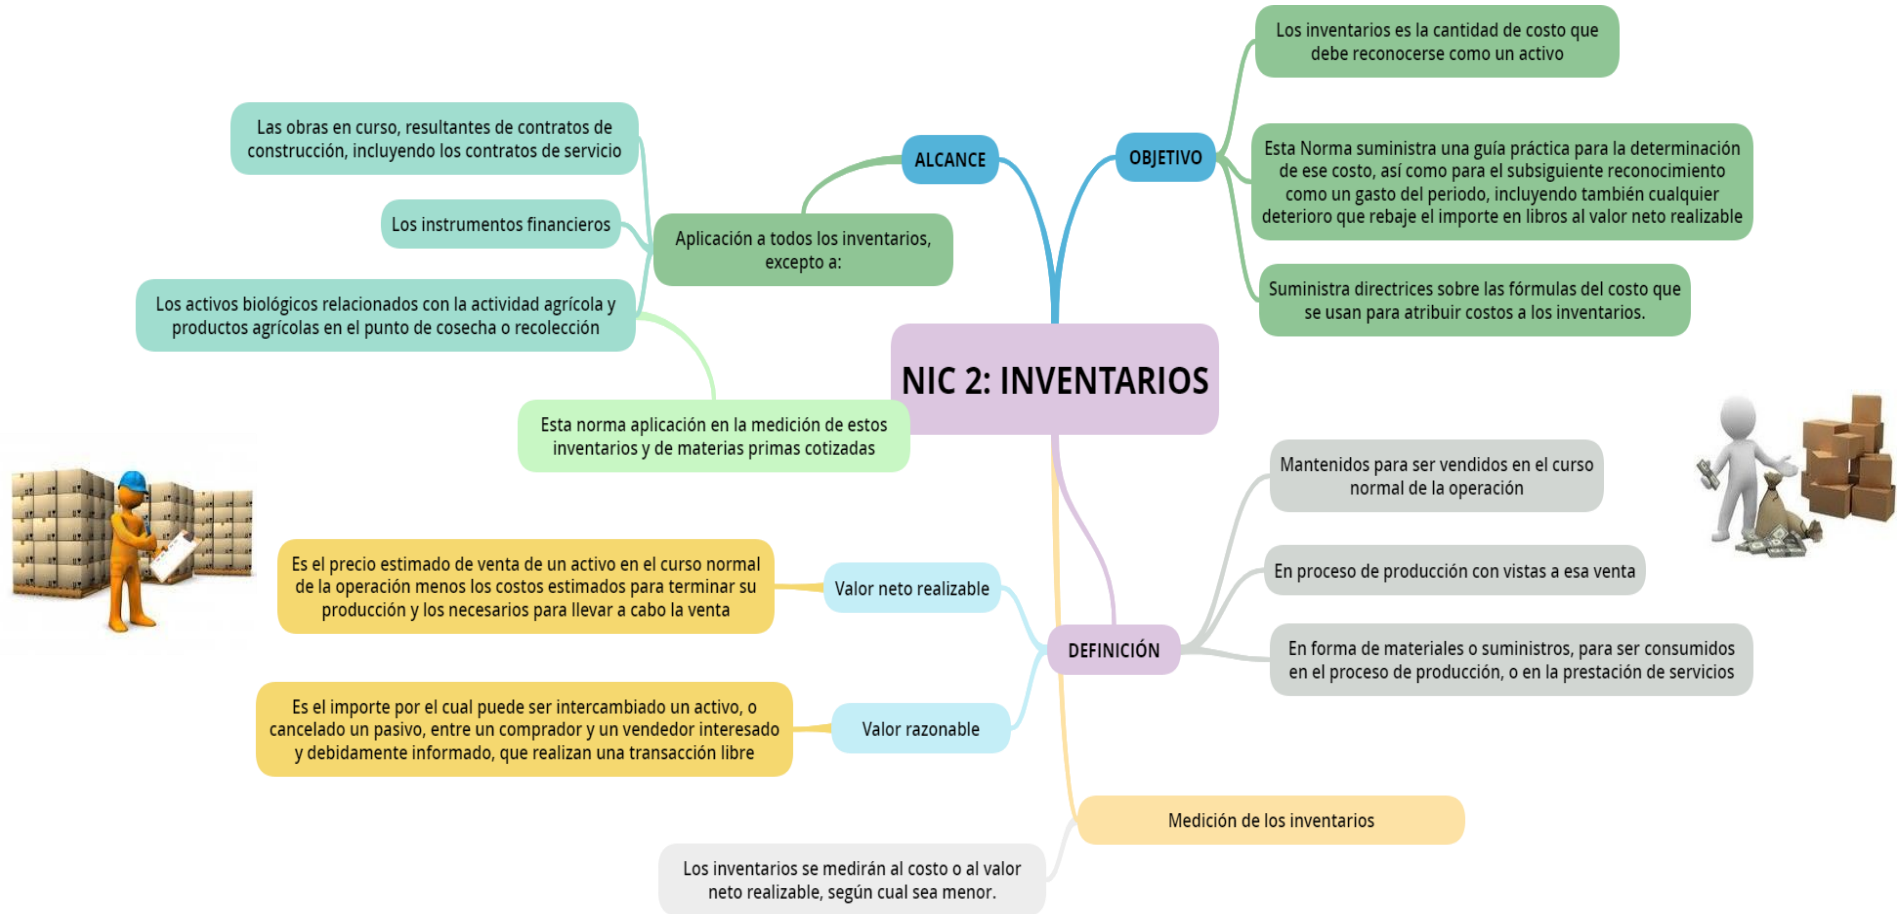 NIC 2: INVENTARIOS
OBJETIVO
Los inventarios es la cantidad de costo que
debe reconocerse como un activo
Esta Norma suministra una guía práctica para la determinación
de ese costo, así como para el subsiguiente reconocimiento
como un gasto del periodo, incluyendo también cualquier
deterioro que rebaje el importe en libros al valor neto realizable
Suministra directrices sobre las fórmulas del costo que
se usan para atribuir costos a los inventarios.
ALCANCE
Aplicación a todos los inventarios,
excepto a:
Las obras en curso, resultantes de contratos de
construcción, incluyendo los contratos de servicio
Los instrumentos financieros
Los activos biológicos relacionados con la actividad agrícola y
productos agrícolas en el punto de cosecha o recolección
Esta norma aplicación en la medición de estos
inventarios y de materias primas cotizadas
DEFINICIÓN
Mantenidos para ser vendidos en el curso
normal de la operación
En proceso de producción con vistas a esa venta
En forma de materiales o suministros, para ser consumidos
en el proceso de producción, o en la prestación de servicios
Valor neto realizable
Es el precio estimado de venta de un activo en el curso normal
de la operación menos los costos estimados para terminar su
producción y los necesarios para llevar a cabo la venta
Valor razonable
Es el importe por el cual puede ser intercambiado un activo, o
cancelado un pasivo, entre un comprador y un vendedor interesado
y debidamente informado, que realizan una transacción libre
Medición de los inventarios
Los inventarios se medirán al costo o al valor
neto realizable, según cual sea menor.